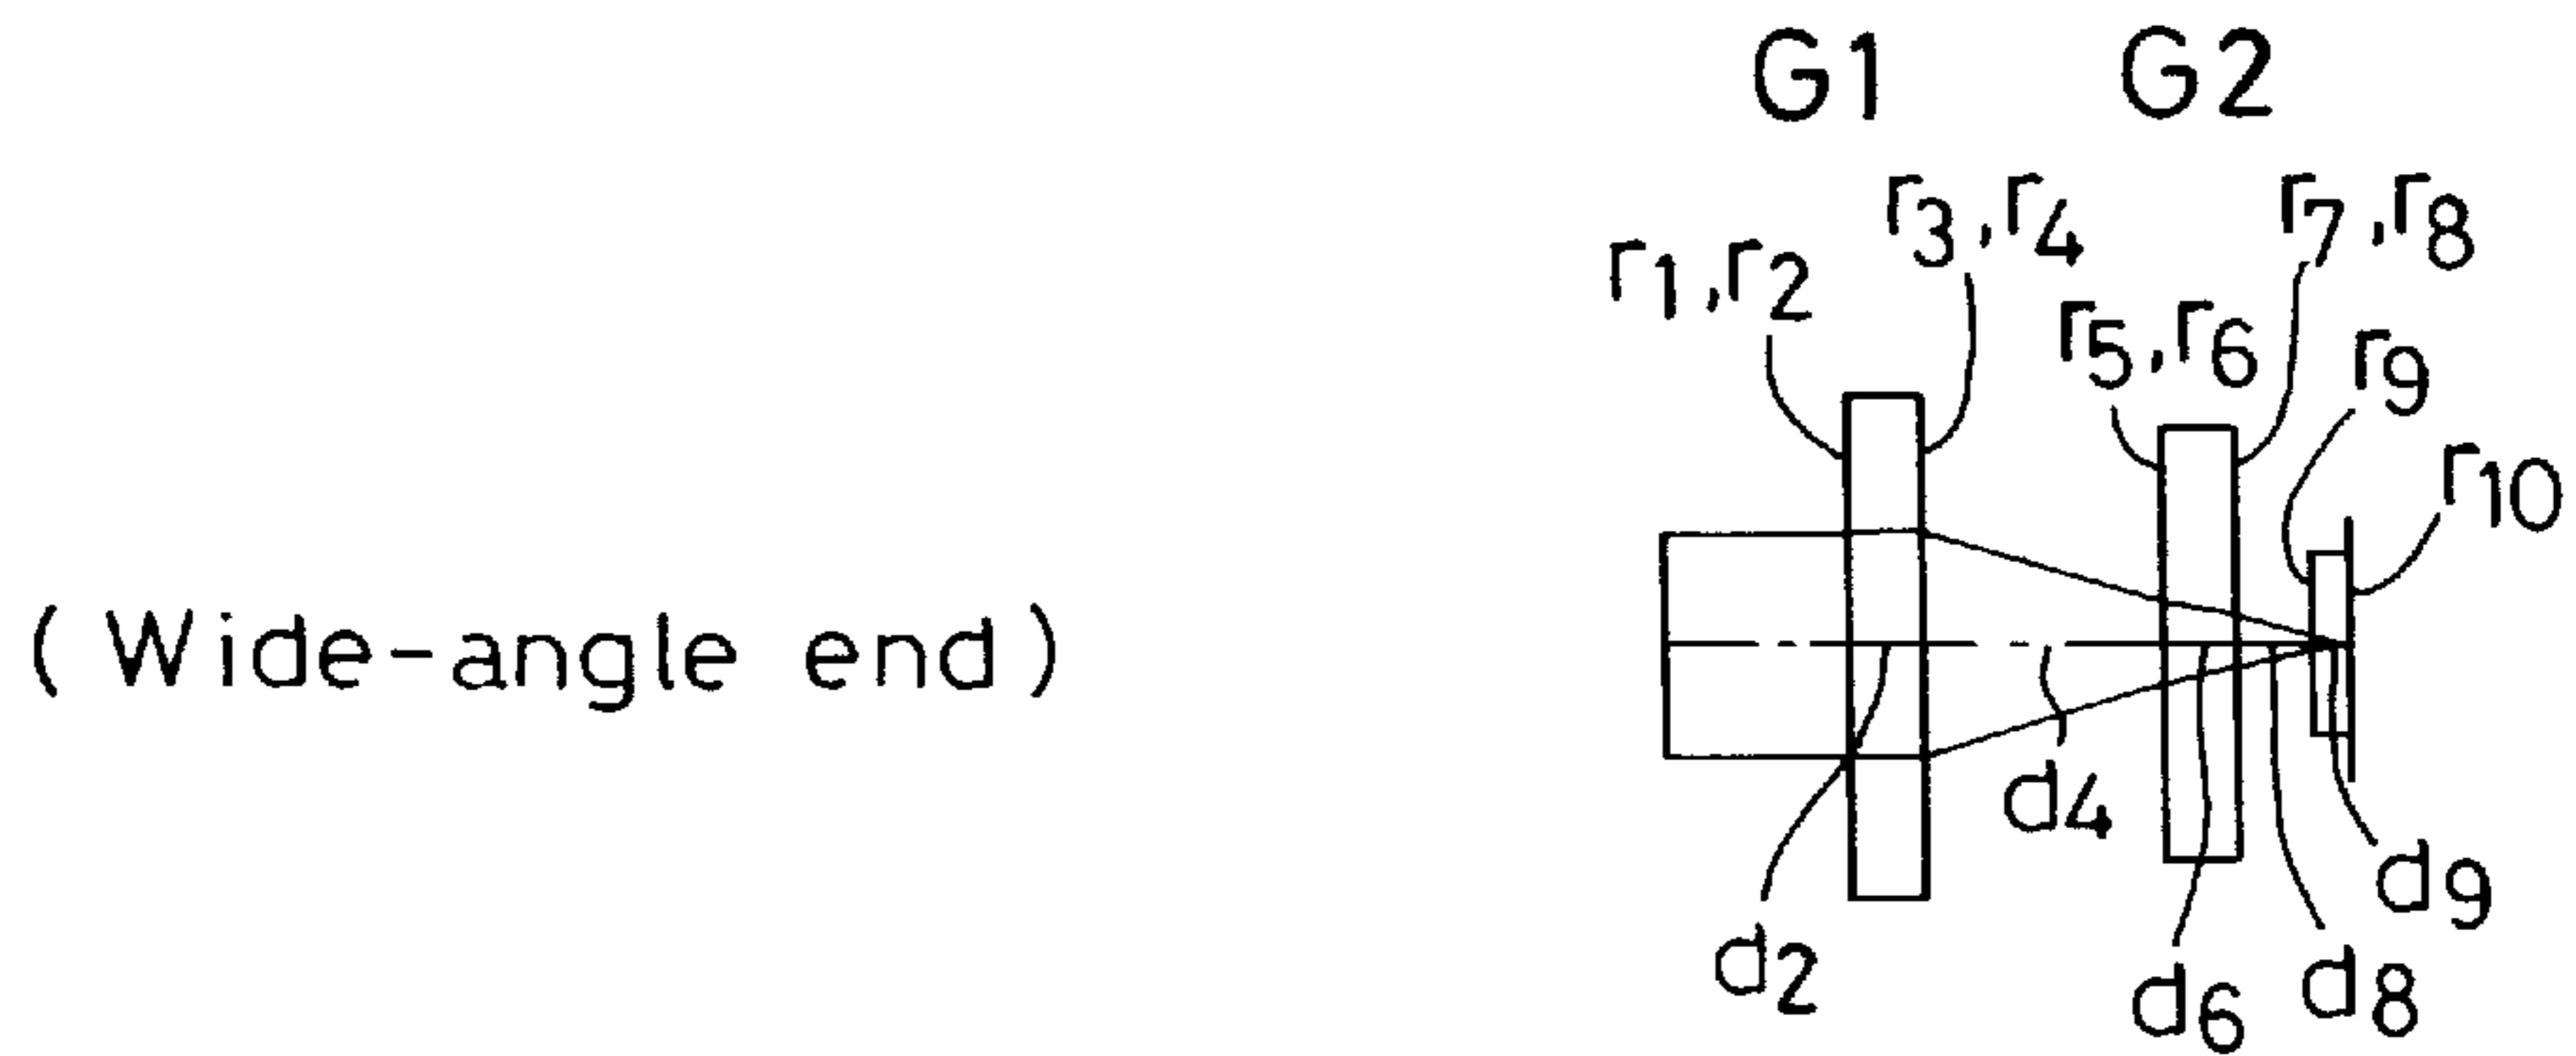 G1 G2
r3,r4 r7,r8
r1,r2
r5,r6 r9
r10
(Wide-angle end)
d4
d9
d2
d6 d8